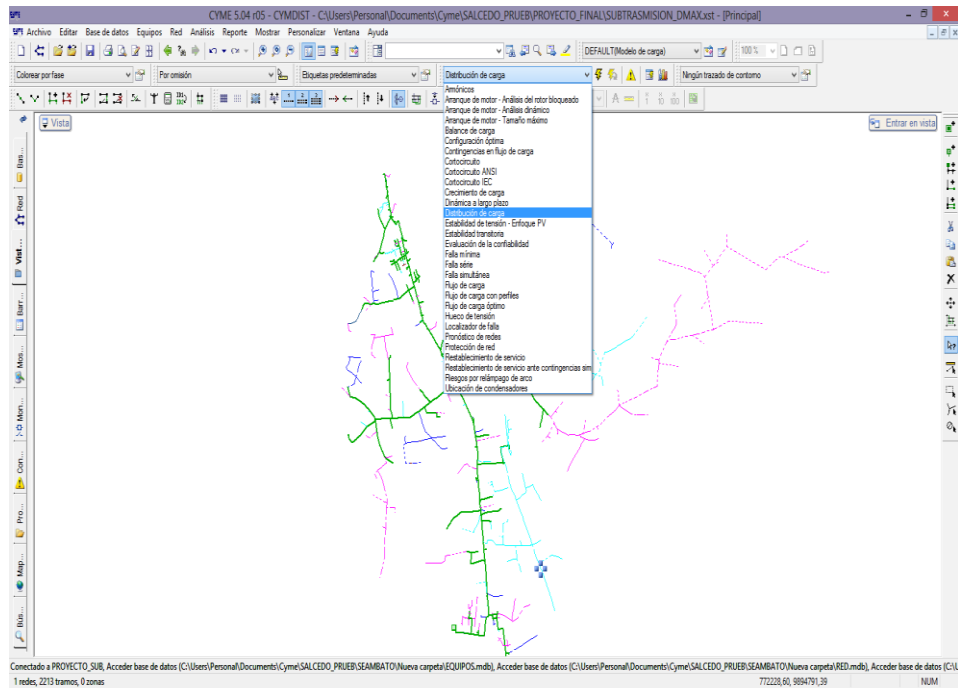 CYME 5.04 r05 - CYMDIST - C:\Users\Personal\Documents\Cyme\SALCEDO_PRUEB\PROYECTO_FINAL\SUBTRASMISION_DMAX.xst - [Principal]
Archivo Editar Base de datos Equipos Red Análisis Reporte Mostrar Personalizar Ventana Ayuda
DEFAULT(Modelo de carga) 100 %
Colorear por fase Por omisión Etiquetas predeterminadas Distribución de carga Ningún trazado de contorno
Vista
Entrar en vista
Armónicos
Arranque de motor - Análisis del rotor bloqueado
Arranque de motor - Análisis dinámico
Arranque de motor - Tamaño máximo
Balance de carga
Configuración óptima
Contingencias en flujo de carga
Cortocircuito
Cortocircuito ANSI
Cortocircuito IEC
Crecimiento de carga
Dinámica a largo plazo
Distribución de carga
Estabilidad de tensión - Enfoque PV
Estabilidad transitoria
Evaluación de la confiabilidad
Falla mínima
Falla série
Falla simultánea
Flujo de carga
Flujo de carga con perfiles
Flujo de carga óptimo
Hueco de tensión
Localizador de falla
Pronóstico de redes
Protección de red
Restablecimiento de servicio
Restablecimiento de servicio ante contingencias sim
Riesgos por relámpago de arco
Ubicación de condensadores
Bas...
Red
Vist...
Barr...
Mos...
Mon...
Con...
Pro...
Map...
Bús...
Conectado a PROYECTO_SUB, Acceder base de datos (C:\Users\Personal\Documents\Cyme\SALCEDO_PRUEB\SEAMBATO\Nueva carpeta\EQUIPOS.mdb), Acceder base de datos (C:\Users\Personal\Documents\Cyme\SALCEDO_PRUEB\SEAMBATO\Nueva carpeta\RED.mdb), Acceder base de datos (C:\U
1 redes, 2213 tramos, 0 zonas 772228,60, 9894791,39 NUM